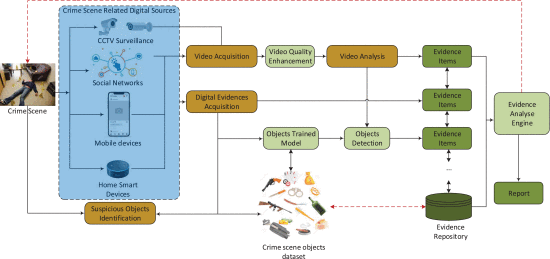 Crime Scene Related Digital Sources
CCTV Surveillance
Social Networks
Mobile devices
Home Smart
Devices
Crime Scene
Suspicious Objects
Identification
Video Acquisition
Video Quality
Enhancement
Video Analysis
Evidence
Items
Digital Evidences
Acquisition
Evidence
Items
Objects Trained
Model
Objects
Detection
Evidence
Items
...
Evidence
Analyse
Engine
Report
Evidence
Repository
Crime scene objects
dataset